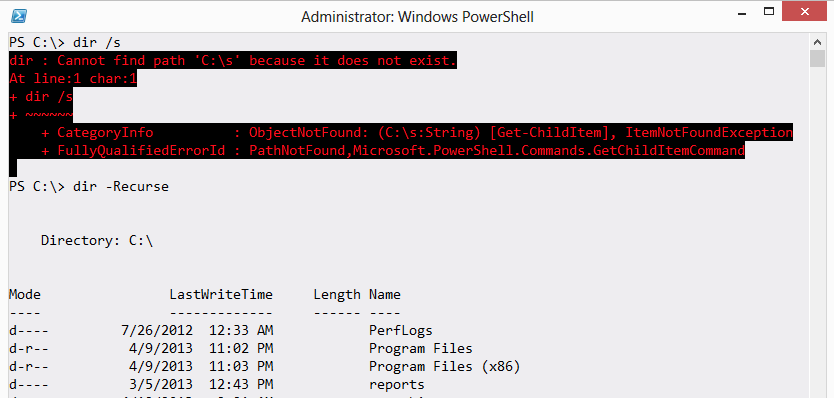 Administrator: Windows PowerShell
PS C:\> dir /s
dir : Cannot find path 'C:\s' because it does not exist.
At line:1 char:1
+ dir /s
+ ~~~~~~
    + CategoryInfo          : ObjectNotFound: (C:\s:String) [Get-ChildItem], ItemNotFoundException
    + FullyQualifiedErrorId : PathNotFound,Microsoft.PowerShell.Commands.GetChildItemCommand
PS C:\> dir -Recurse
    Directory: C:\
Mode                LastWriteTime     Length Name
----                -------------     ------ ----
d----         7/26/2012  12:33 AM            PerfLogs
d-r--          4/9/2013  11:02 PM            Program Files
d-r--          4/9/2013  11:03 PM            Program Files (x86)
d----          3/5/2013  12:43 PM            reports